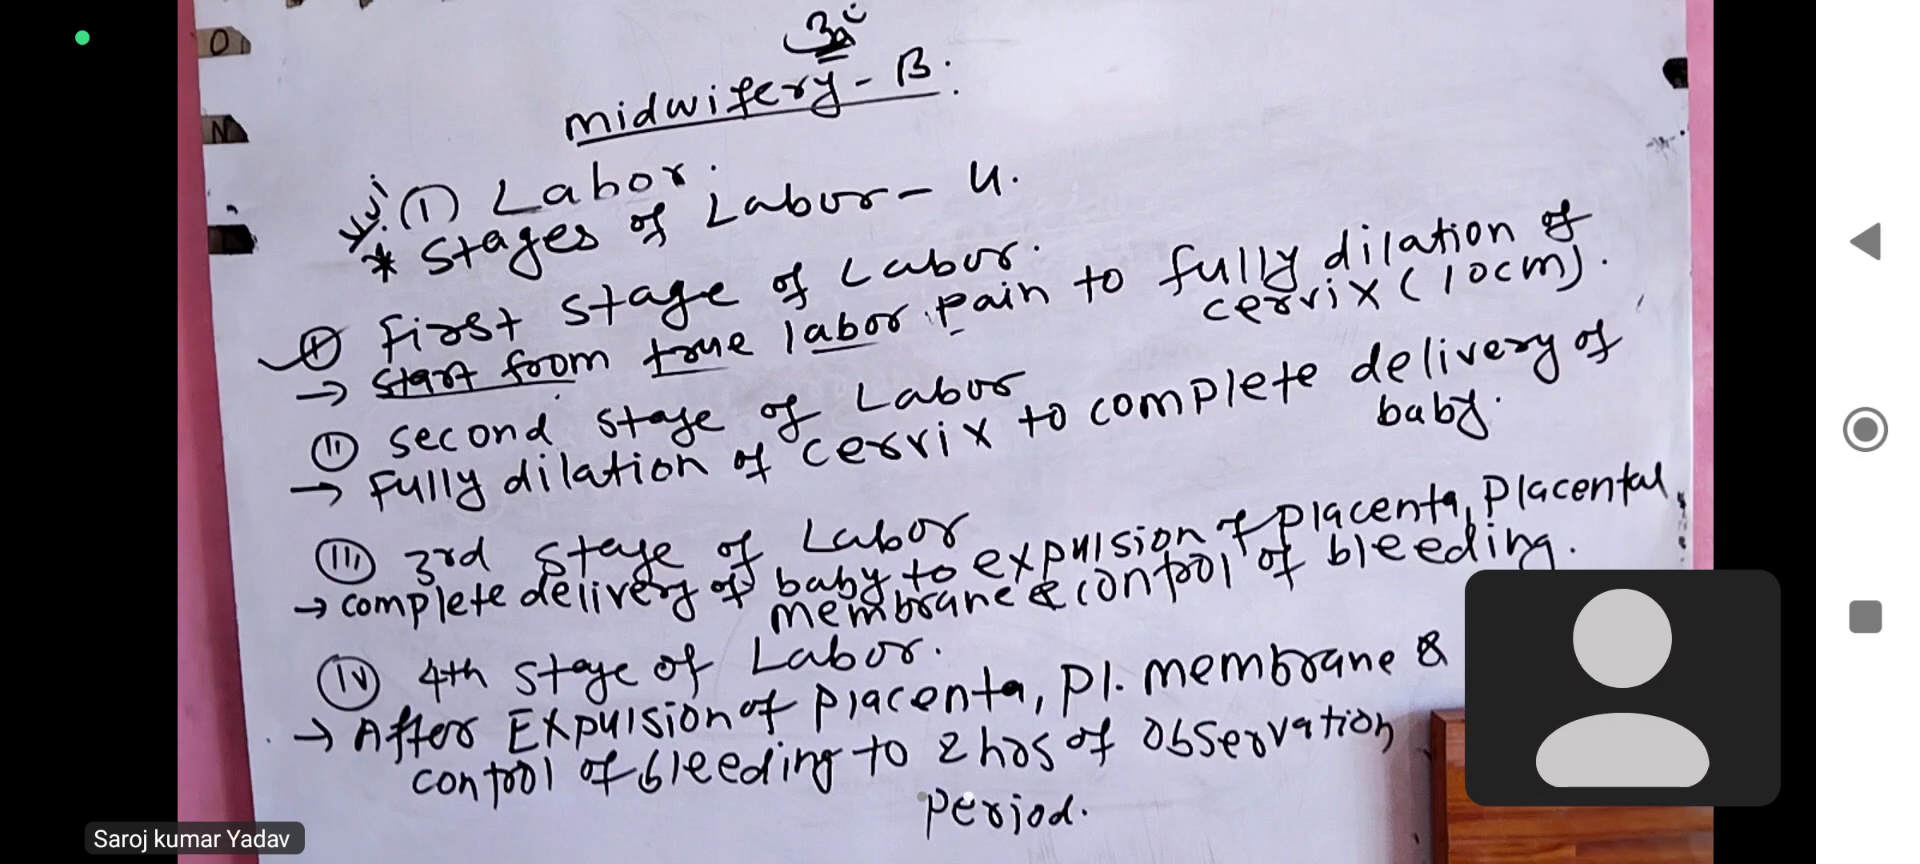 O
N
midwifery - B.
V.V.i (1) Labor.
* Stages of Labor - 4.
(I) First stage of Labor.
→ Start from true labor pain to fully dilation of
cervix (10cm).
(II) Second stage of Labor
→ Fully dilation of cervix to complete delivery of
baby.
(III) 3rd stage of Labor
→ complete delivery of baby to expulsion of placenta, Placental
membrane & control of bleeding.
(IV) 4th stage of Labor.
→ After Expulsion of placenta, Pl. membrane &
control of bleeding to 2 hrs of observation
period.
Saroj kumar Yadav